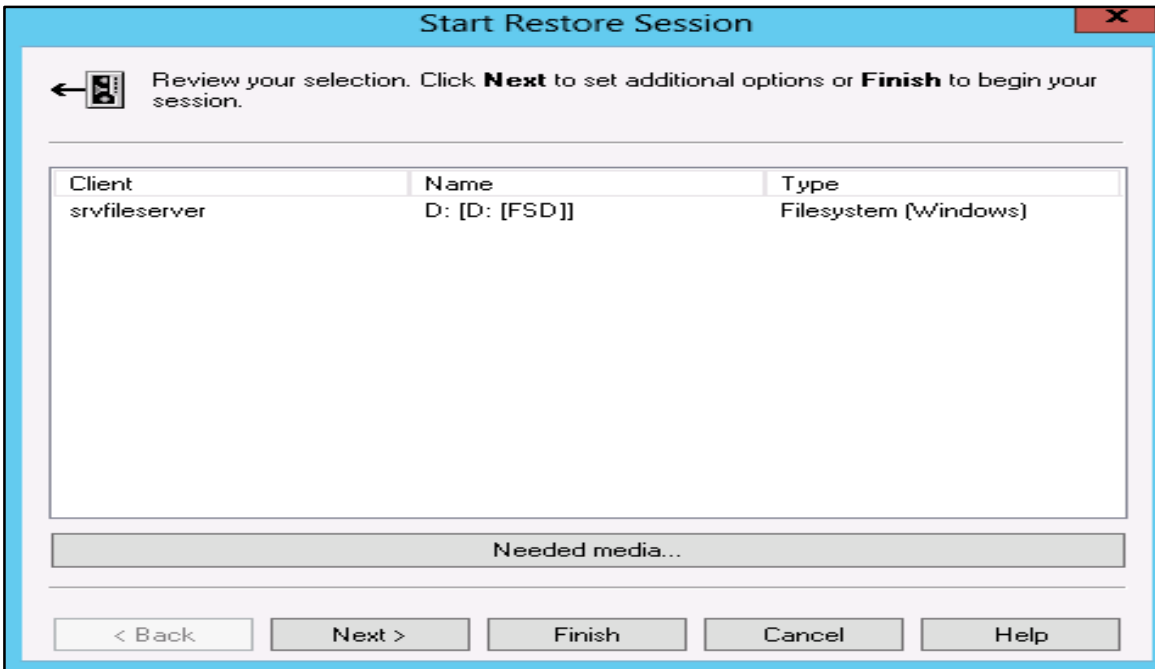 Start Restore Session
x
Review your selection. Click Next to set additional options or Finish to begin your
session.
Client Name Type
srvfileserver D: [D: [FSD]] Filesystem (Windows)
Needed media...
< Back Next > Finish Cancel Help